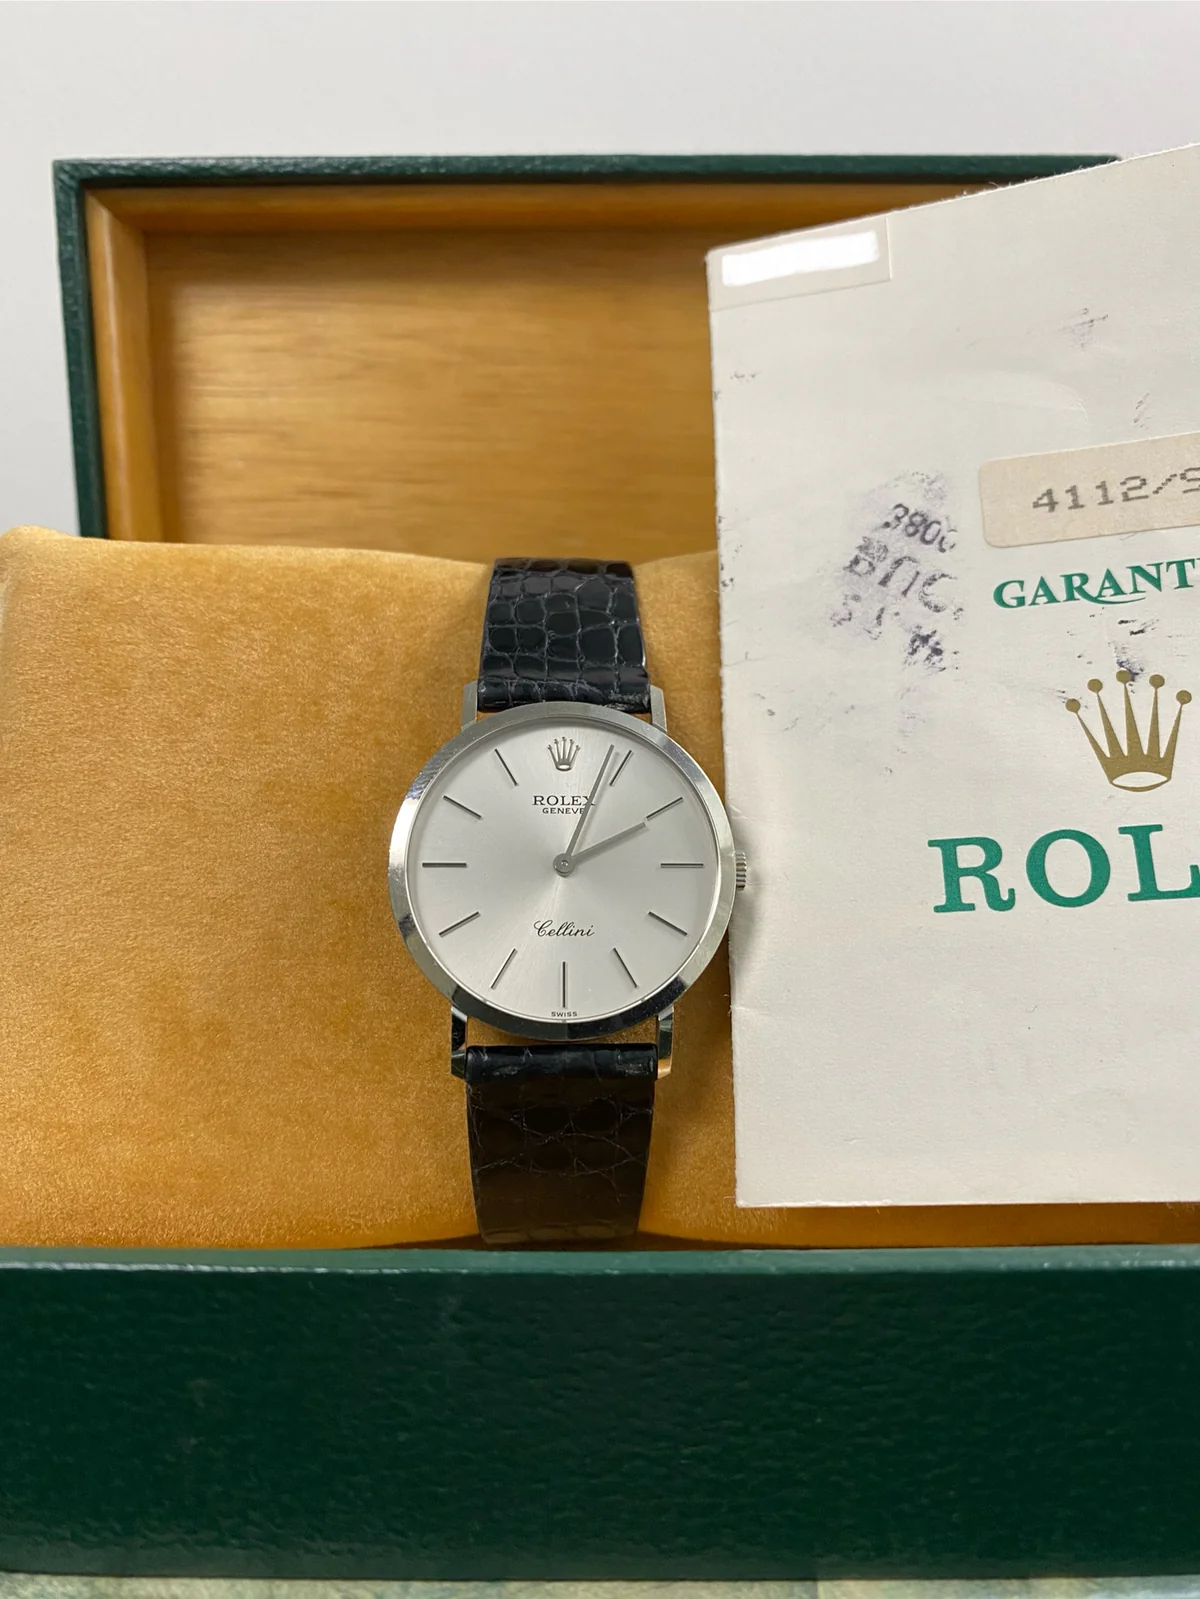 ROLEX
GENEVE
Cellini
SWISS
4112/9
GARANT
ROL